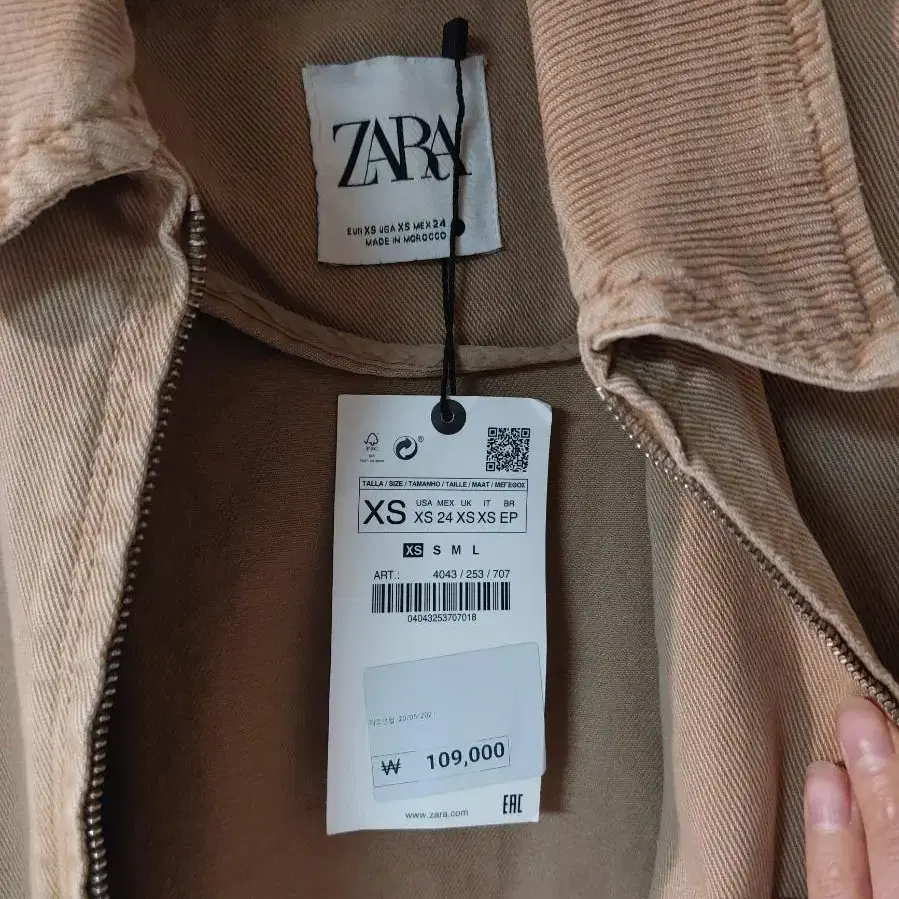 ZARA
EUR XS USA XS MEX 24
MADE IN MOROCCO
FSC
TALLA / SIZE / TAMANHO / TAILLE / MAAT / ΜΕΓΕΘΟΣ
XS
USA MEX UK IT BR
XS 24 XS XS EP
XS S M L
ART.: 4043 / 253 / 707
04043253707018
₩ 109,000
www.zara.com
EAC